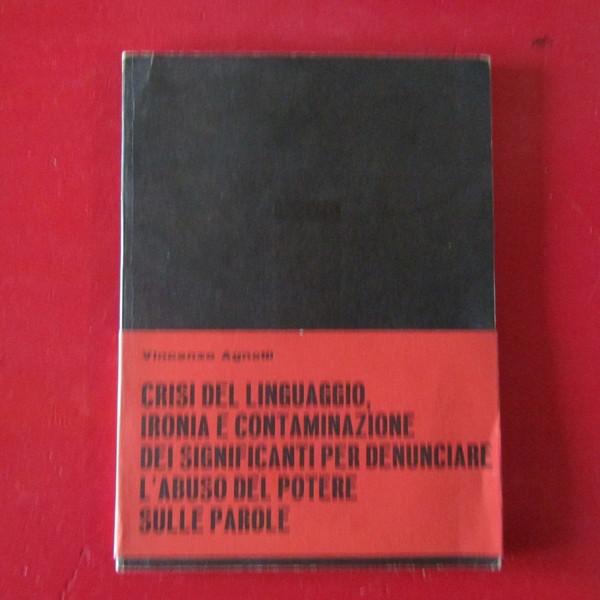 Vincenzo Agnetti
CRISI DEL LINGUAGGIO,
IRONIA E CONTAMINAZIONE
DEI SIGNIFICANTI PER DENUNCIARE
L'ABUSO DEL POTERE
SULLE PAROLE